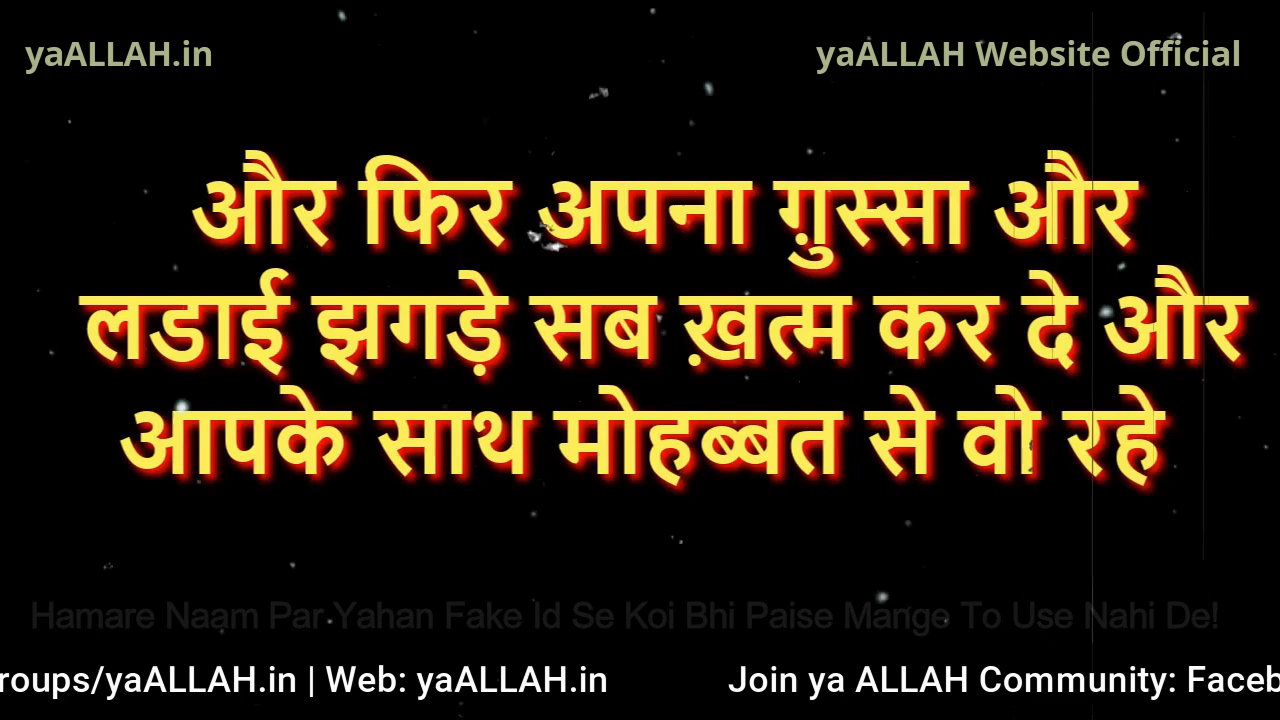 yaALLAH.in
yaALLAH Website Official
और फिर अपना ग़ुस्सा और
लडाई झगड़े सब ख़त्म कर दे और
आपके साथ मोहब्बत से वो रहे
Hamare Naam Par Yahan Fake Id Se Koi Bhi Paise Mange To Use Nahi De!
roups/yaALLAH.in | Web: yaALLAH.in
Join ya ALLAH Community: Faceb